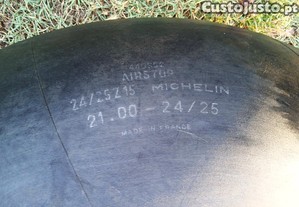 CustoJusto.pt
AIRSTOP
24/25Z15 MICHELIN
21.00 - 24/25
MADE IN FRANCE